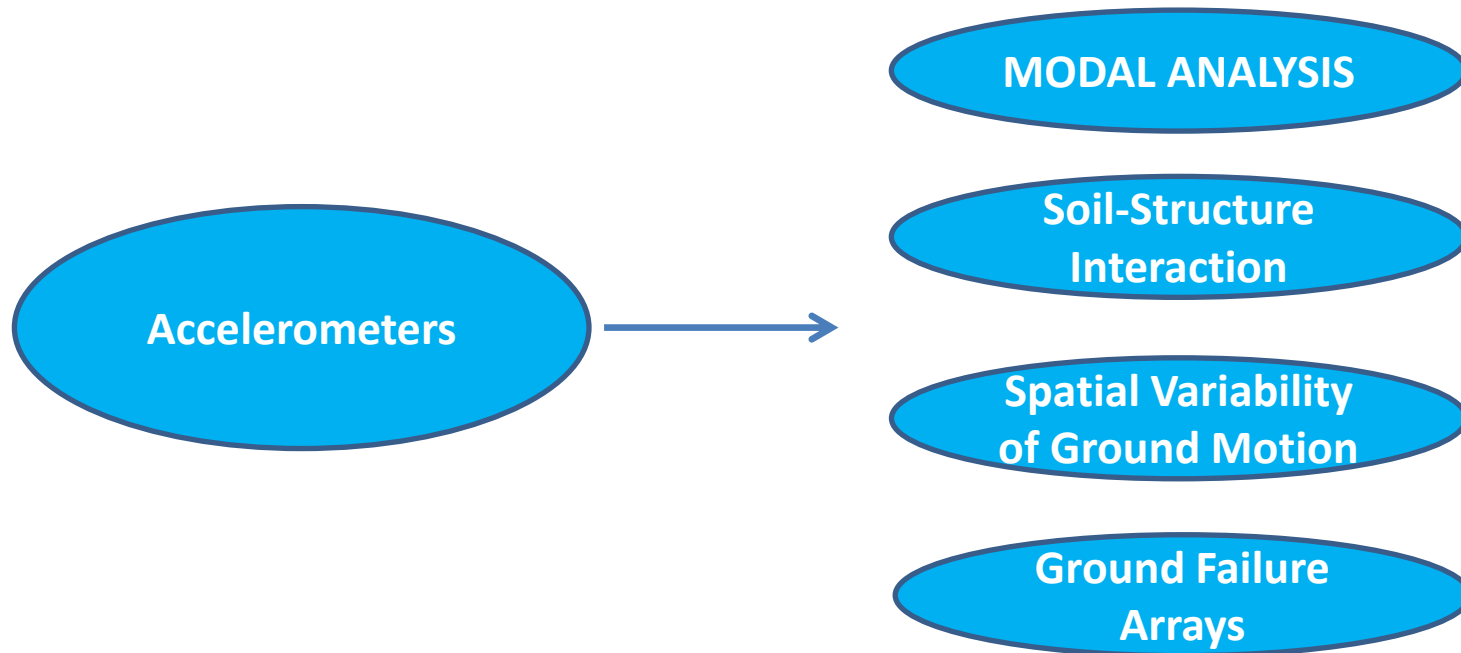 MODAL ANALYSIS
Soil-Structure
Interaction
Accelerometers
Spatial Variability
of Ground Motion
Ground Failure
Arrays